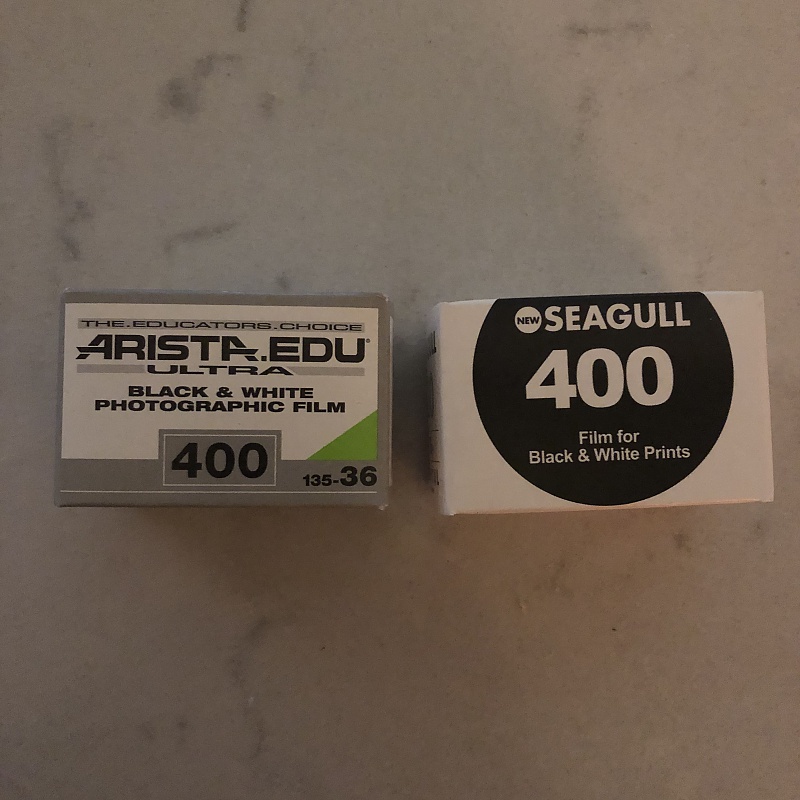 THE.EDUCATORS.CHOICE
ARISTA.EDU®
ULTRA
BLACK & WHITE
PHOTOGRAPHIC FILM
400
135-36
NEW SEAGULL
400
Film for
Black & White Prints